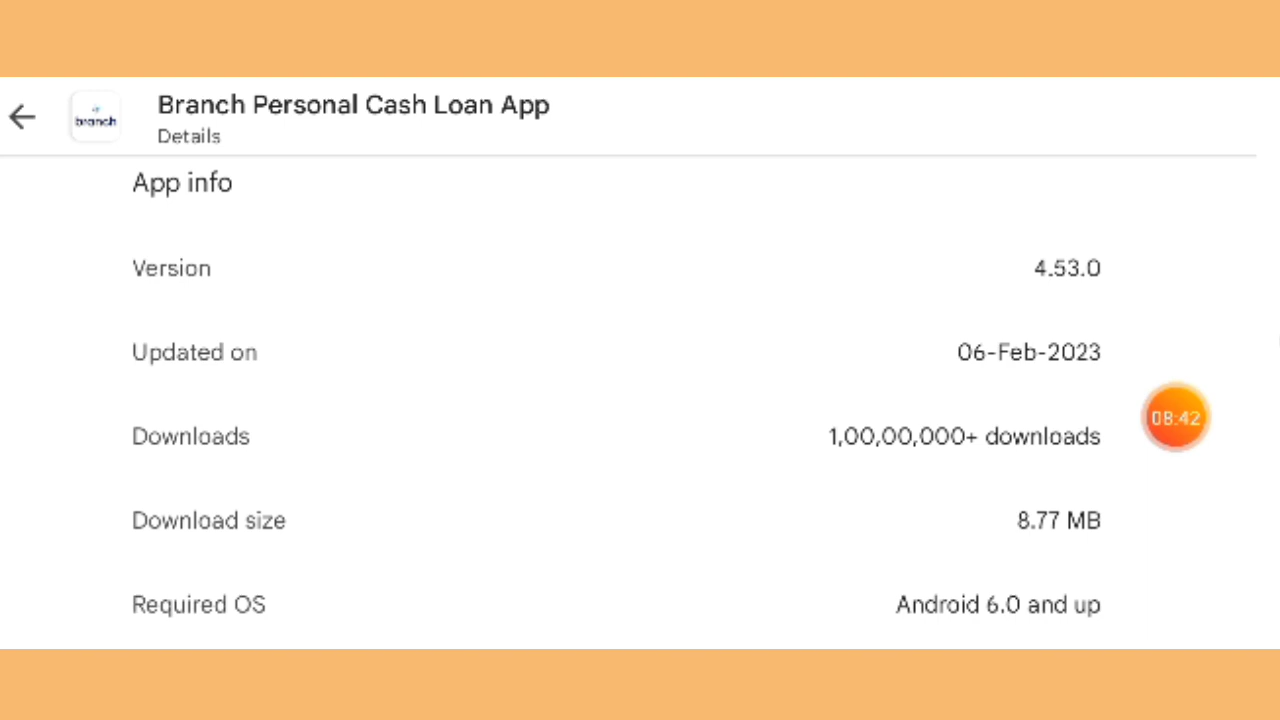 Branch Personal Cash Loan App
branch
Details
App info
Version 4.53.0
Updated on 06-Feb-2023
Downloads 1,00,00,000+ downloads
08:42
Download size 8.77 MB
Required OS Android 6.0 and up